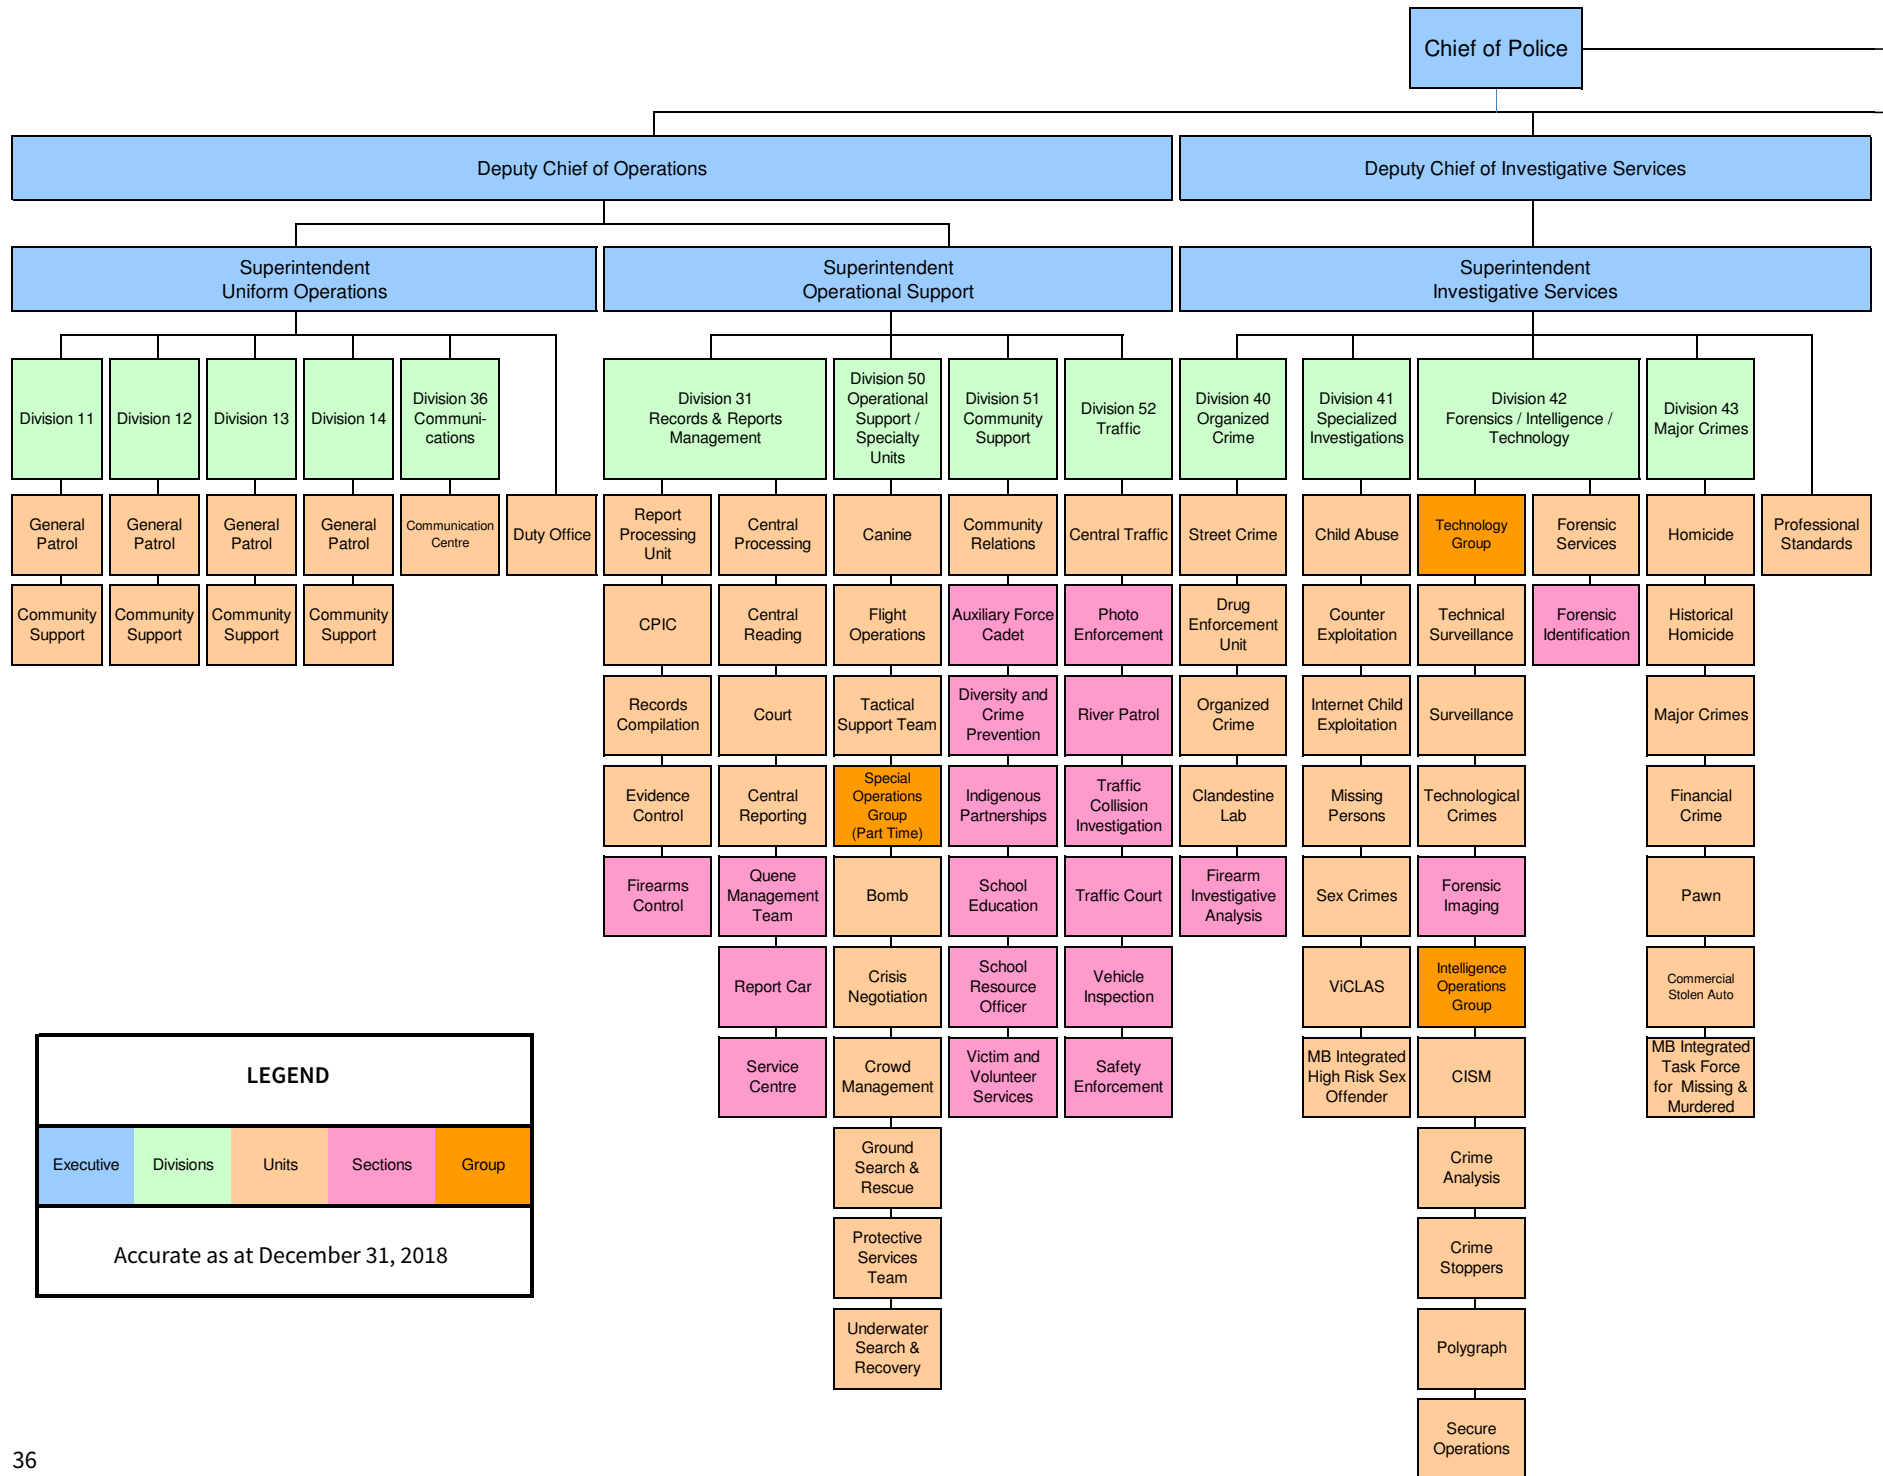 Chief of Police
Deputy Chief of Operations
Deputy Chief of Investigative Services
Superintendent
Uniform Operations
Superintendent
Operational Support
Superintendent
Investigative Services
Division 11
Division 12
Division 13
Division 14
Division 36
Communi-
cations
Division 31
Records & Reports
Management
Division 50
Operational
Support /
Specialty
Units
Division 51
Community
Support
Division 52
Traffic
Division 40
Organized
Crime
Division 41
Specialized
Investigations
Division 42
Forensics / Intelligence /
Technology
Division 43
Major Crimes
General
Patrol
General
Patrol
General
Patrol
General
Patrol
Communication
Centre
Duty Office
Report
Processing
Unit
Central
Processing
Canine
Community
Relations
Central Traffic
Street Crime
Child Abuse
Technology
Group
Forensic
Services
Homicide
Professional
Standards
Community
Support
Community
Support
Community
Support
Community
Support
CPIC
Central
Reading
Flight
Operations
Auxiliary Force
Cadet
Photo
Enforcement
Drug
Enforcement
Unit
Counter
Exploitation
Technical
Surveillance
Forensic
Identification
Historical
Homicide
Records
Compilation
Court
Tactical
Support Team
Diversity and
Crime
Prevention
River Patrol
Organized
Crime
Internet Child
Exploitation
Surveillance
Major Crimes
Evidence
Control
Central
Reporting
Special
Operations
Group
(Part Time)
Indigenous
Partnerships
Traffic
Collision
Investigation
Clandestine
Lab
Missing
Persons
Technological
Crimes
Financial
Crime
Firearms
Control
Quene
Management
Team
Bomb
School
Education
Traffic Court
Firearm
Investigative
Analysis
Sex Crimes
Forensic
Imaging
Pawn
Report Car
Crisis
Negotiation
School
Resource
Officer
Vehicle
Inspection
ViCLAS
Intelligence
Operations
Group
Commercial
Stolen Auto
Service
Centre
Crowd
Management
Victim and
Volunteer
Services
Safety
Enforcement
MB Integrated
High Risk Sex
Offender
CISM
MB Integrated
Task Force
for Missing &
Murdered
Ground
Search &
Rescue
Crime
Analysis
Protective
Services
Team
Crime
Stoppers
Underwater
Search &
Recovery
Polygraph
Secure
Operations
LEGEND
Executive
Divisions
Units
Sections
Group
Accurate as at December 31, 2018
36